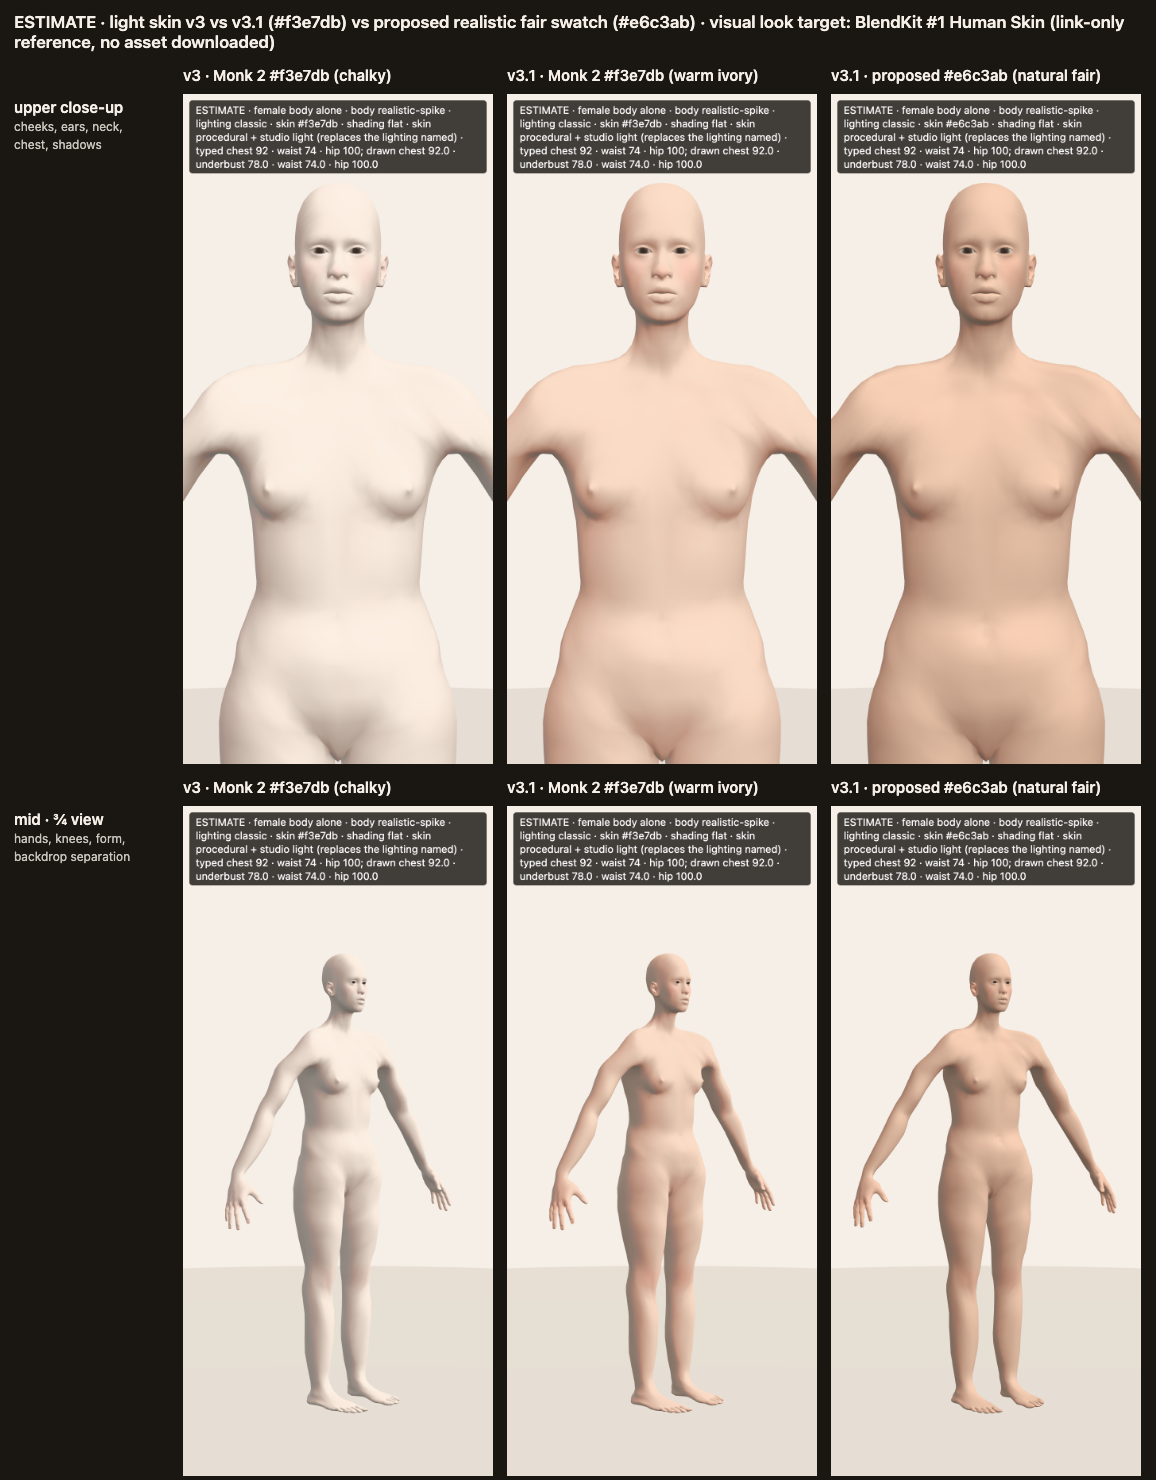 ESTIMATE · light skin v3 vs v3.1 (#f3e7db) vs proposed realistic fair swatch (#e6c3ab) · visual look target: BlendKit #1 Human Skin (link-only
reference, no asset downloaded)
v3 · Monk 2 #f3e7db (chalky)
v3.1 · Monk 2 #f3e7db (warm ivory)
v3.1 · proposed #e6c3ab (natural fair)
upper close-up
cheeks, ears, neck,
chest, shadows
ESTIMATE · female body alone · body realistic-spike ·
lighting classic · skin #f3e7db · shading flat · skin
procedural + studio light (replaces the lighting named) ·
typed chest 92 · waist 74 · hip 100; drawn chest 92.0 ·
underbust 78.0 · waist 74.0 · hip 100.0
ESTIMATE · female body alone · body realistic-spike ·
lighting classic · skin #f3e7db · shading flat · skin
procedural + studio light (replaces the lighting named) ·
typed chest 92 · waist 74 · hip 100; drawn chest 92.0 ·
underbust 78.0 · waist 74.0 · hip 100.0
ESTIMATE · female body alone · body realistic-spike ·
lighting classic · skin #e6c3ab · shading flat · skin
procedural + studio light (replaces the lighting named) ·
typed chest 92 · waist 74 · hip 100; drawn chest 92.0 ·
underbust 78.0 · waist 74.0 · hip 100.0
v3 · Monk 2 #f3e7db (chalky)
v3.1 · Monk 2 #f3e7db (warm ivory)
v3.1 · proposed #e6c3ab (natural fair)
mid · ¾ view
hands, knees, form,
backdrop separation
ESTIMATE · female body alone · body realistic-spike ·
lighting classic · skin #f3e7db · shading flat · skin
procedural + studio light (replaces the lighting named) ·
typed chest 92 · waist 74 · hip 100; drawn chest 92.0 ·
underbust 78.0 · waist 74.0 · hip 100.0
ESTIMATE · female body alone · body realistic-spike ·
lighting classic · skin #f3e7db · shading flat · skin
procedural + studio light (replaces the lighting named) ·
typed chest 92 · waist 74 · hip 100; drawn chest 92.0 ·
underbust 78.0 · waist 74.0 · hip 100.0
ESTIMATE · female body alone · body realistic-spike ·
lighting classic · skin #e6c3ab · shading flat · skin
procedural + studio light (replaces the lighting named) ·
typed chest 92 · waist 74 · hip 100; drawn chest 92.0 ·
underbust 78.0 · waist 74.0 · hip 100.0